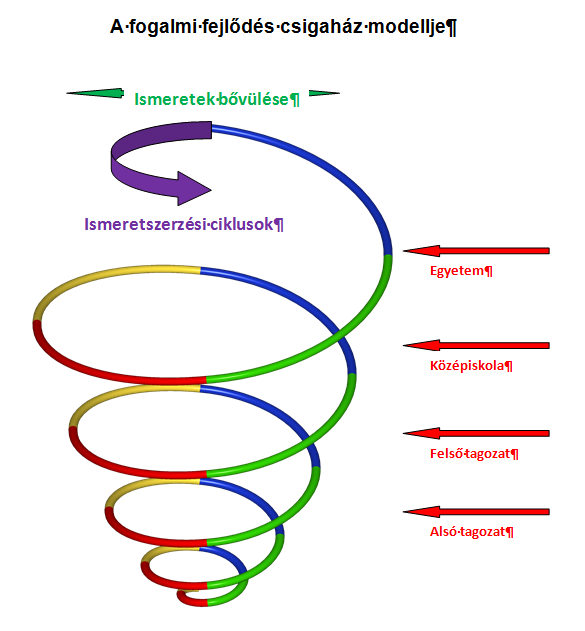 A·fogalmi·fejlődés·csigaház·modellje¶
Ismeretek·bővülése¶
Ismeretszerzési·ciklusok¶
Egyetem¶
Középiskola¶
Felső·tagozat¶
Alsó·tagozat¶